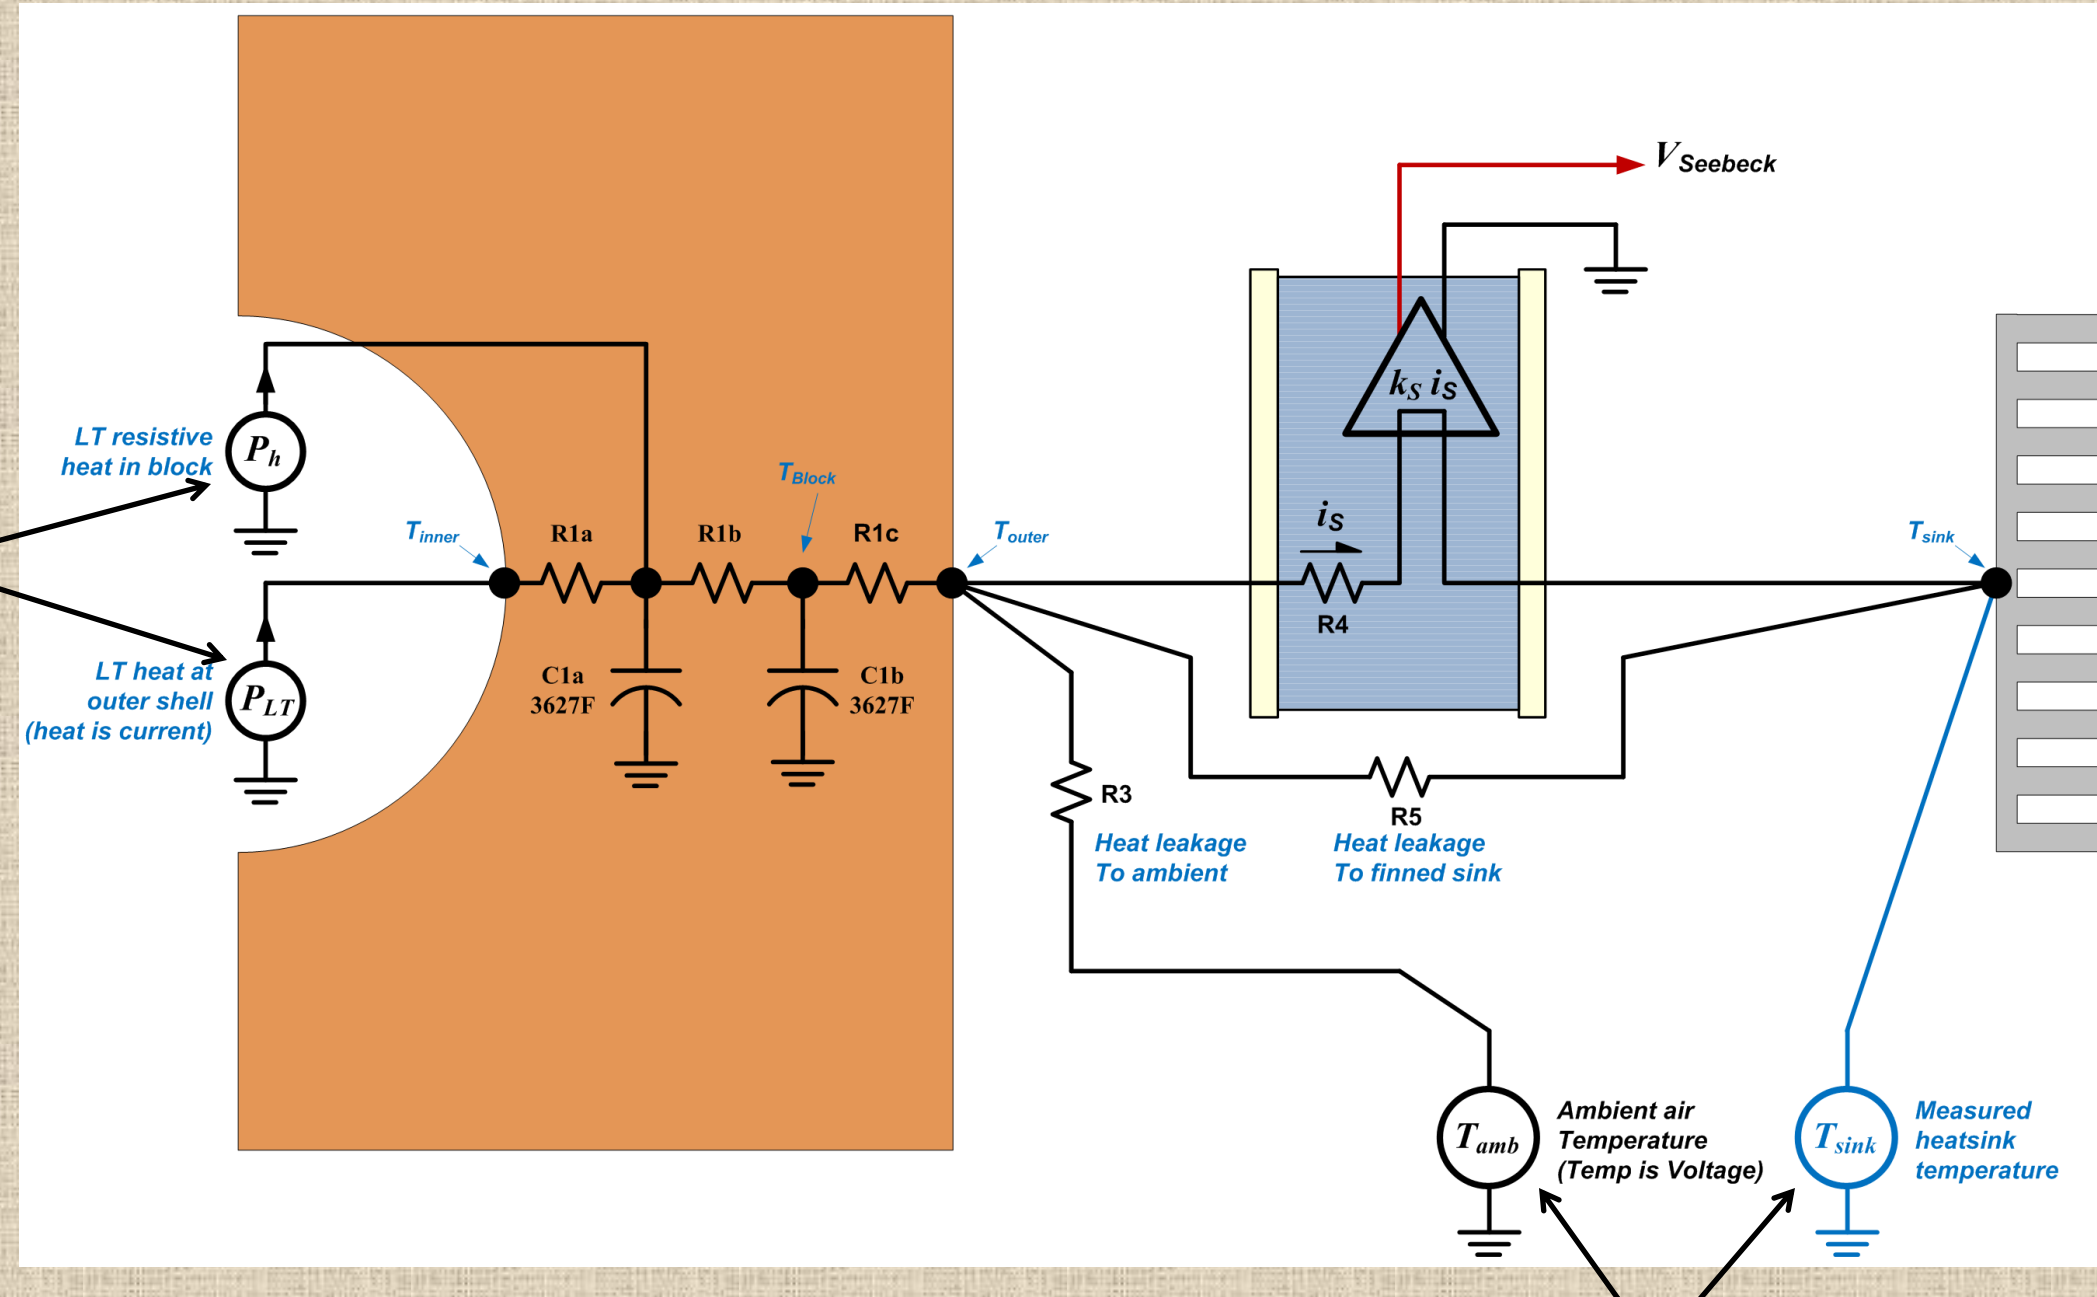 V Seebeck
k_S i_S
LT resistive
heat in block
P_h
T_Block
T_inner
R1a
R1b
R1c
T_outer
i_S
R4
T_sink
LT heat at
outer shell
(heat is current)
P_LT
C1a
3627F
C1b
3627F
R3
Heat leakage
To ambient
R5
Heat leakage
To finned sink
T_amb
Ambient air
Temperature
(Temp is Voltage)
T_sink
Measured
heatsink
temperature